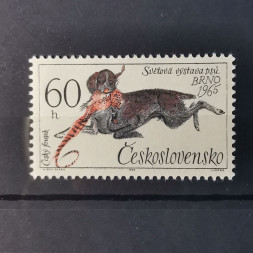 Světová výstava psů
BRNO
1965
60
h
Český fousek
Československo